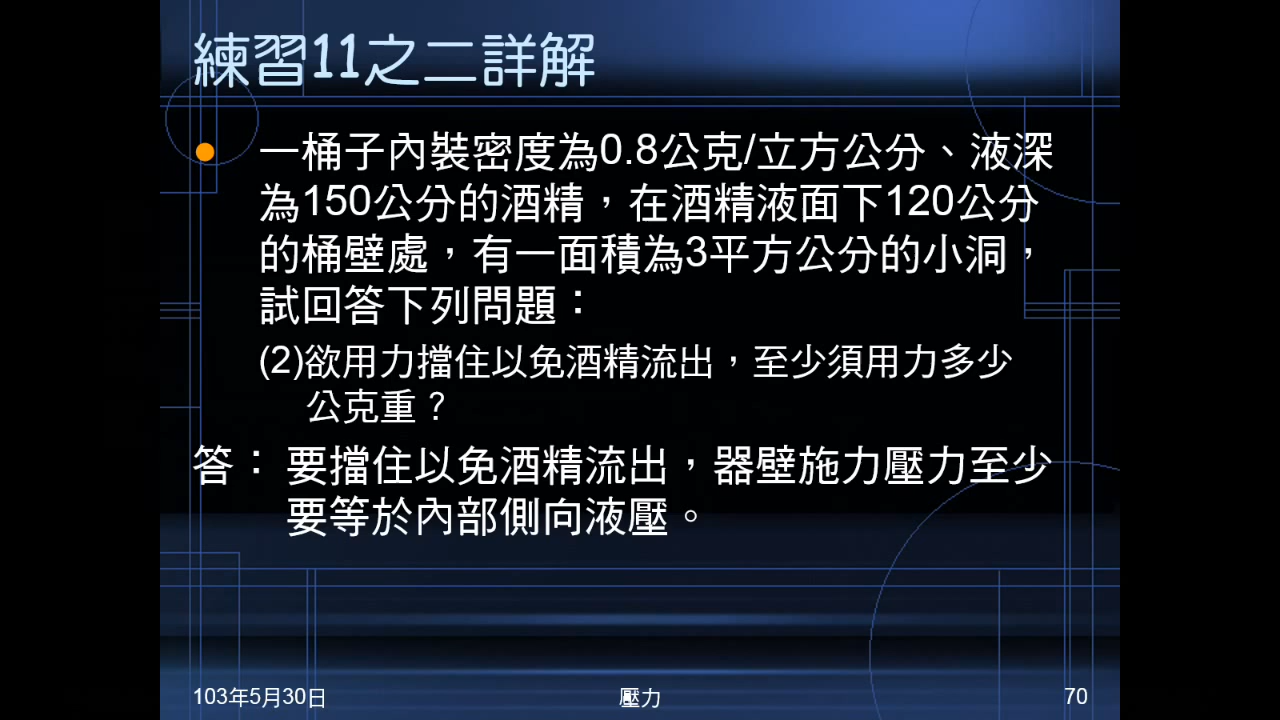 練習11之二詳解
一桶子內裝密度為0.8公克/立方公分、液深
為150公分的酒精，在酒精液面下120公分
的桶壁處，有一面積為3平方公分的小洞，
試回答下列問題：
(2)欲用力擋住以免酒精流出，至少須用力多少
公克重？
答： 要擋住以免酒精流出，器壁施力壓力至少
要等於內部側向液壓。
103年5月30日
壓力
70